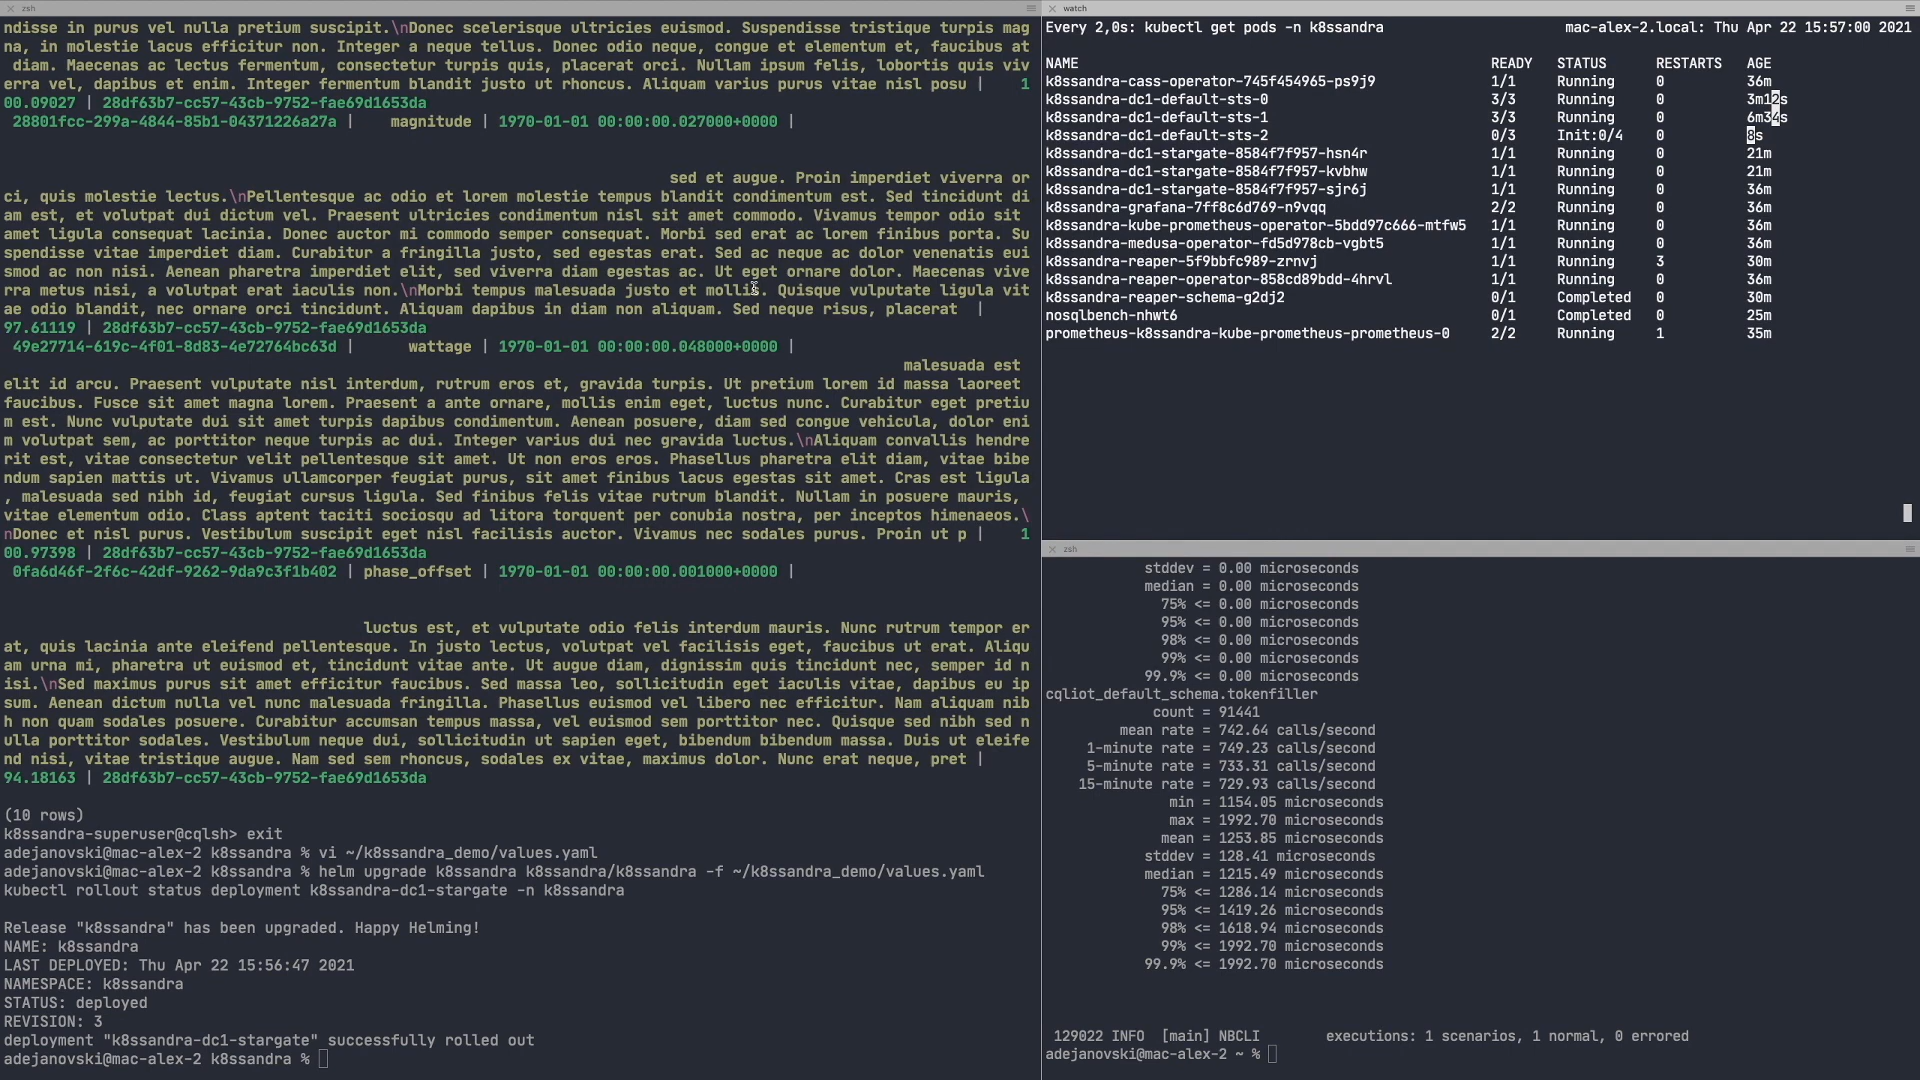 zsh
ndisse in purus vel nulla pretium suscipit.\nDonec scelerisque ultricies euismod. Suspendisse tristique turpis mag
na, in molestie lacus efficitur non. Integer a neque tellus. Donec odio neque, congue et elementum et, faucibus at
diam. Maecenas ac lectus fermentum, consectetur turpis quis, placerat orci. Nullam ipsum felis, lobortis quis viv
erra vel, dapibus et enim. Integer fermentum blandit justo ut rhoncus. Aliquam varius purus vitae nisl posu | 1
00.09027 | 28df63b7-cc57-43cb-9752-fae69d1653da
28801fcc-299a-4844-85b1-04371226a27a | magnitude | 1970-01-01 00:00:00.027000+0000 |
sed et augue. Proin imperdiet viverra or
ci, quis molestie lectus.\nPellentesque ac odio et lorem molestie tempus blandit condimentum est. Sed tincidunt di
am est, et volutpat dui dictum vel. Praesent ultricies condimentum nisl sit amet commodo. Vivamus tempor odio sit
amet ligula consequat lacinia. Donec auctor mi commodo semper consequat. Morbi sed erat ac lorem finibus porta. Su
spendisse vitae imperdiet diam. Curabitur a fringilla justo, sed egestas erat. Sed ac neque ac dolor venenatis eui
smod ac non nisi. Aenean pharetra imperdiet elit, sed viverra diam egestas ac. Ut eget ornare dolor. Maecenas vive
rra metus nisi, a volutpat erat iaculis non.\nMorbi tempus malesuada justo et mollis. Quisque vulputate ligula vit
ae odio blandit, nec ornare orci tincidunt. Aliquam dapibus in diam non aliquam. Sed neque risus, placerat |
97.61119 | 28df63b7-cc57-43cb-9752-fae69d1653da
49e27714-619c-4f01-8d83-4e72764bc63d | wattage | 1970-01-01 00:00:00.048000+0000 |
malesuada est
elit id arcu. Praesent vulputate nisl interdum, rutrum eros et, gravida turpis. Ut pretium lorem id massa laoreet
faucibus. Fusce sit amet magna lorem. Praesent a ante ornare, mollis enim eget, luctus nunc. Curabitur eget pretiu
m est. Nunc vulputate dui sit amet turpis dapibus condimentum. Aenean posuere, diam sed congue vehicula, dolor eni
m volutpat sem, ac porttitor neque turpis ac dui. Integer varius dui nec gravida luctus.\nAliquam convallis hendre
rit est, vitae consectetur velit pellentesque sit amet. Ut non eros eros. Phasellus pharetra elit diam, vitae bibe
ndum sapien mattis ut. Vivamus ullamcorper feugiat purus, sit amet finibus lacus egestas sit amet. Cras est ligula
, malesuada sed nibh id, feugiat cursus ligula. Sed finibus felis vitae rutrum blandit. Nullam in posuere mauris,
vitae elementum odio. Class aptent taciti sociosqu ad litora torquent per conubia nostra, per inceptos himenaeos.\
nDonec et nisl purus. Vestibulum suscipit eget nisl facilisis auctor. Vivamus nec sodales purus. Proin ut p | 1
00.97398 | 28df63b7-cc57-43cb-9752-fae69d1653da
0fa6d46f-2f6c-42df-9262-9da9c3f1b402 | phase_offset | 1970-01-01 00:00:00.001000+0000 |
luctus est, et vulputate odio felis interdum mauris. Nunc rutrum tempor er
at, quis lacinia ante eleifend pellentesque. In justo lectus, volutpat vel facilisis eget, faucibus ut erat. Aliqu
am urna mi, pharetra ut euismod et, tincidunt vitae ante. Ut augue diam, dignissim quis tincidunt nec, semper id n
isi.\nSed maximus purus sit amet efficitur faucibus. Sed massa leo, sollicitudin eget iaculis vitae, dapibus eu ip
sum. Aenean dictum nulla vel nunc malesuada fringilla. Phasellus euismod vel libero nec efficitur. Nam aliquam nib
h non quam sodales posuere. Curabitur accumsan tempus massa, vel euismod sem porttitor nec. Quisque sed nibh sed n
ulla porttitor sodales. Vestibulum neque dui, sollicitudin ut sapien eget, bibendum bibendum massa. Duis ut eleife
nd nisi, vitae tristique augue. Nam sed sem rhoncus, sodales ex vitae, maximus dolor. Nunc erat neque, pret |
94.18163 | 28df63b7-cc57-43cb-9752-fae69d1653da
(10 rows)
k8ssandra-superuser@cqlsh> exit
adejanovski@mac-alex-2 k8ssandra % vi ~/k8ssandra_demo/values.yaml
adejanovski@mac-alex-2 k8ssandra % helm upgrade k8ssandra k8ssandra/k8ssandra -f ~/k8ssandra_demo/values.yaml
kubectl rollout status deployment k8ssandra-dc1-stargate -n k8ssandra
Release "k8ssandra" has been upgraded. Happy Helming!
NAME: k8ssandra
LAST DEPLOYED: Thu Apr 22 15:56:47 2021
NAMESPACE: k8ssandra
STATUS: deployed
REVISION: 3
deployment "k8ssandra-dc1-stargate" successfully rolled out
adejanovski@mac-alex-2 k8ssandra %
watch
Every 2,0s: kubectl get pods -n k8ssandra mac-alex-2.local: Thu Apr 22 15:57:00 2021
NAME READY STATUS RESTARTS AGE
k8ssandra-cass-operator-745f454965-ps9j9 1/1 Running 0 36m
k8ssandra-dc1-default-sts-0 3/3 Running 0 3m12s
k8ssandra-dc1-default-sts-1 3/3 Running 0 6m34s
k8ssandra-dc1-default-sts-2 0/3 Init:0/4 0 8s
k8ssandra-dc1-stargate-8584f7f957-hsn4r 1/1 Running 0 21m
k8ssandra-dc1-stargate-8584f7f957-kvbhw 1/1 Running 0 21m
k8ssandra-dc1-stargate-8584f7f957-sjr6j 1/1 Running 0 36m
k8ssandra-grafana-7ff8c6d769-n9vqq 2/2 Running 0 36m
k8ssandra-kube-prometheus-operator-5bdd97c666-mtfw5 1/1 Running 0 36m
k8ssandra-medusa-operator-fd5d978cb-vgbt5 1/1 Running 0 36m
k8ssandra-reaper-5f9bbfc989-zrnvj 1/1 Running 3 30m
k8ssandra-reaper-operator-858cd89bdd-4hrvl 1/1 Running 0 36m
k8ssandra-reaper-schema-g2dj2 0/1 Completed 0 30m
nosqlbench-nhwt6 0/1 Completed 0 25m
prometheus-k8ssandra-kube-prometheus-prometheus-0 2/2 Running 1 35m
zsh
stddev = 0.00 microseconds
median = 0.00 microseconds
75% <= 0.00 microseconds
95% <= 0.00 microseconds
98% <= 0.00 microseconds
99% <= 0.00 microseconds
99.9% <= 0.00 microseconds
cqliot_default_schema.tokenfiller
count = 91441
mean rate = 742.64 calls/second
1-minute rate = 749.23 calls/second
5-minute rate = 733.31 calls/second
15-minute rate = 729.93 calls/second
min = 1154.05 microseconds
max = 1992.70 microseconds
mean = 1253.85 microseconds
stddev = 128.41 microseconds
median = 1215.49 microseconds
75% <= 1286.14 microseconds
95% <= 1419.26 microseconds
98% <= 1618.94 microseconds
99% <= 1992.70 microseconds
99.9% <= 1992.70 microseconds
129022 INFO [main] NBCLI executions: 1 scenarios, 1 normal, 0 errored
adejanovski@mac-alex-2 ~ %